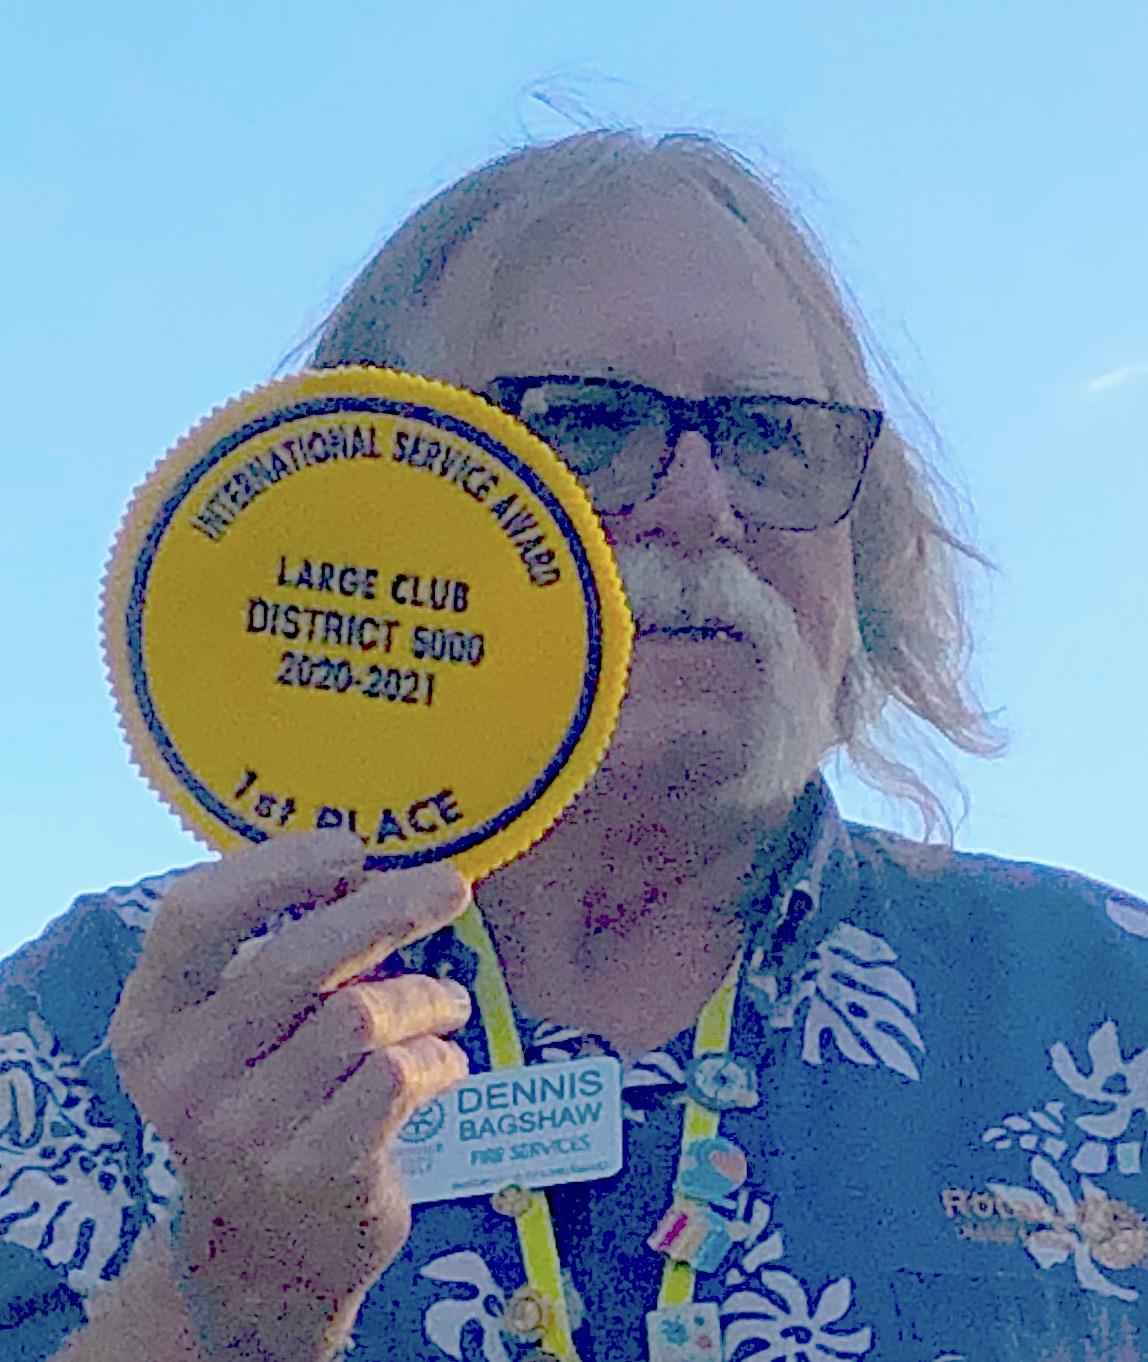 INTERNATIONAL SERVICE AWARD
LARGE CLUB
DISTRICT 5000
2020-2021
1st PLACE
DENNIS
BAGSHAW
FIRE SERVICES